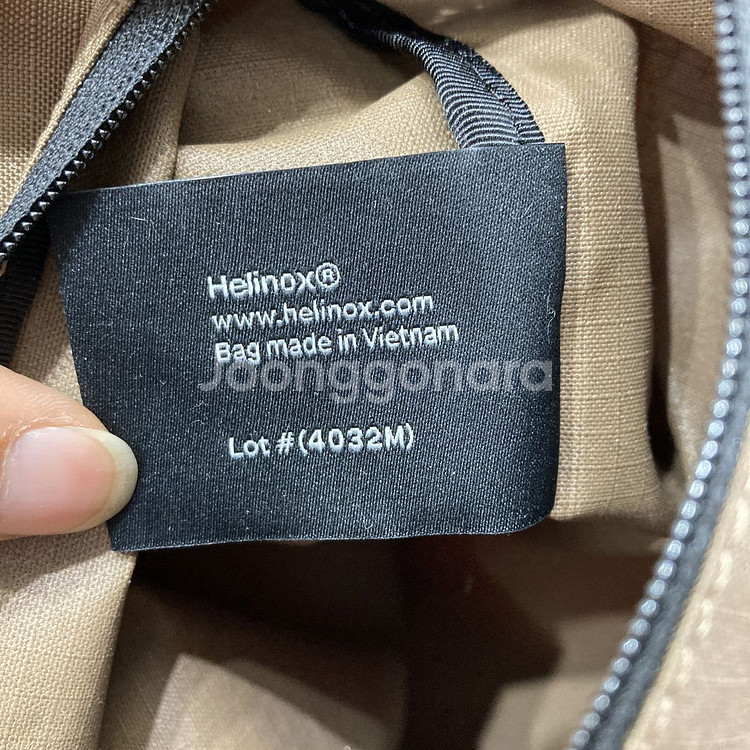 Helinox®
www.helinox.com
Bag made in Vietnam
Joonggonara
Lot # (4032M)